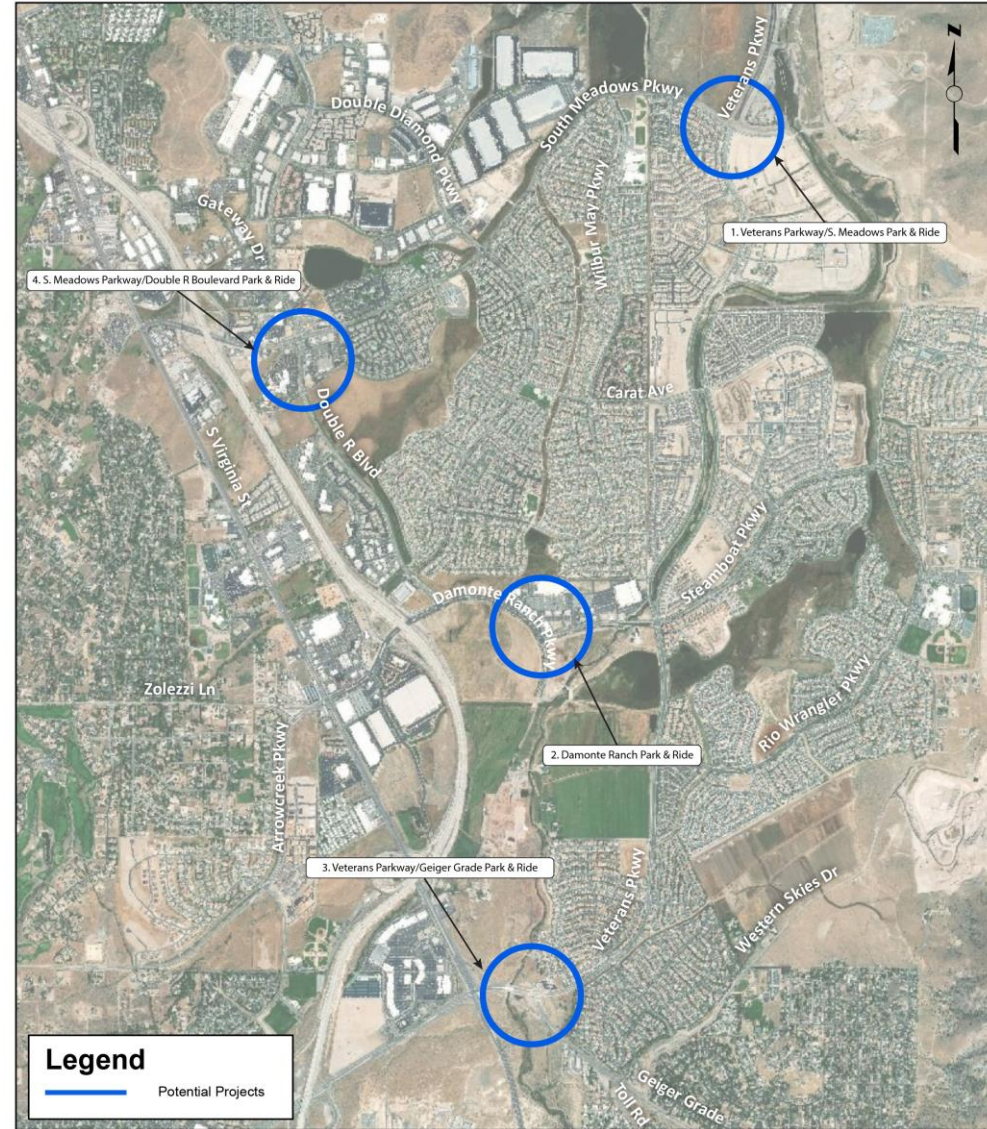 Z
Veterans Pkwy
South Meadows Pkwy
Double Diamond Pkwy
Wilbur May Pkwy
Gateway Dr
1. Veterans Parkway/S. Meadows Park & Ride
4. S. Meadows Parkway/Double R Boulevard Park & Ride
Carat Ave
Double R Blvd
S Virginia St
Steamboat Pkwy
Damonte Ranch Pkwy
Zolezzi Ln
Rio Wrangler Pkwy
Arrowcreek Pkwy
2. Damonte Ranch Park & Ride
3. Veterans Parkway/Geiger Grade Park & Ride
Veterans Pkwy
Western Skies Dr
Legend
Potential Projects
Geiger Grade
Toll Rd